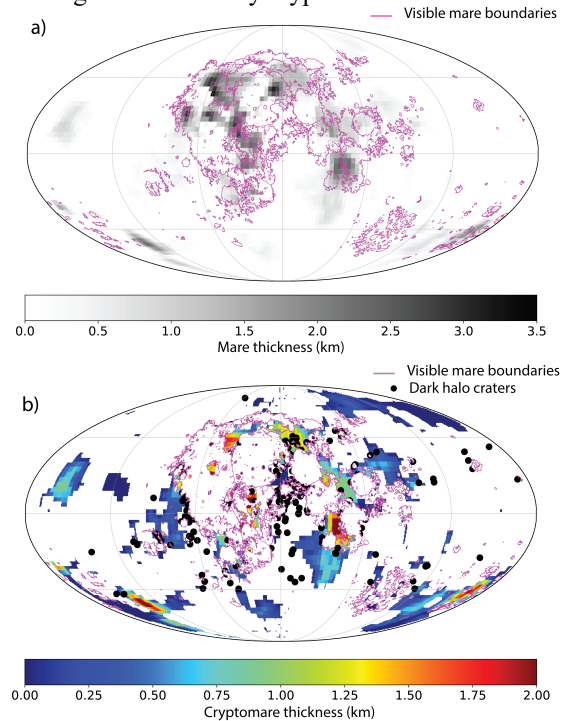 Visible mare boundaries
a)
0.0 0.5 1.0 1.5 2.0 2.5 3.0 3.5
Mare thickness (km)
Visible mare boundaries
Dark halo craters
b)
0.00 0.25 0.50 0.75 1.00 1.25 1.50 1.75 2.00
Cryptomare thickness (km)